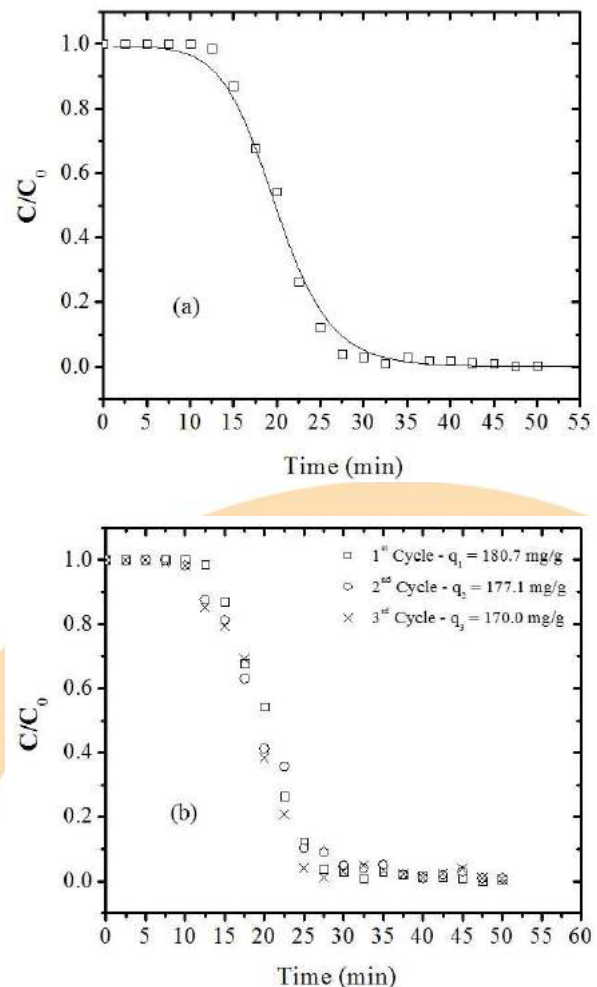 1.0
0.8
0.6
0.4
0.2
0.0
C/C₀
(a)
0 5 10 15 20 25 30 35 40 45 50 55
Time (min)
1.0
0.8
0.6
0.4
0.2
0.0
C/C₀
1st Cycle - q₁ = 180.7 mg/g
2nd Cycle - q₂ = 177.1 mg/g
3rd Cycle - q₃ = 170.0 mg/g
(b)
0 5 10 15 20 25 30 35 40 45 50 55 60
Time (min)